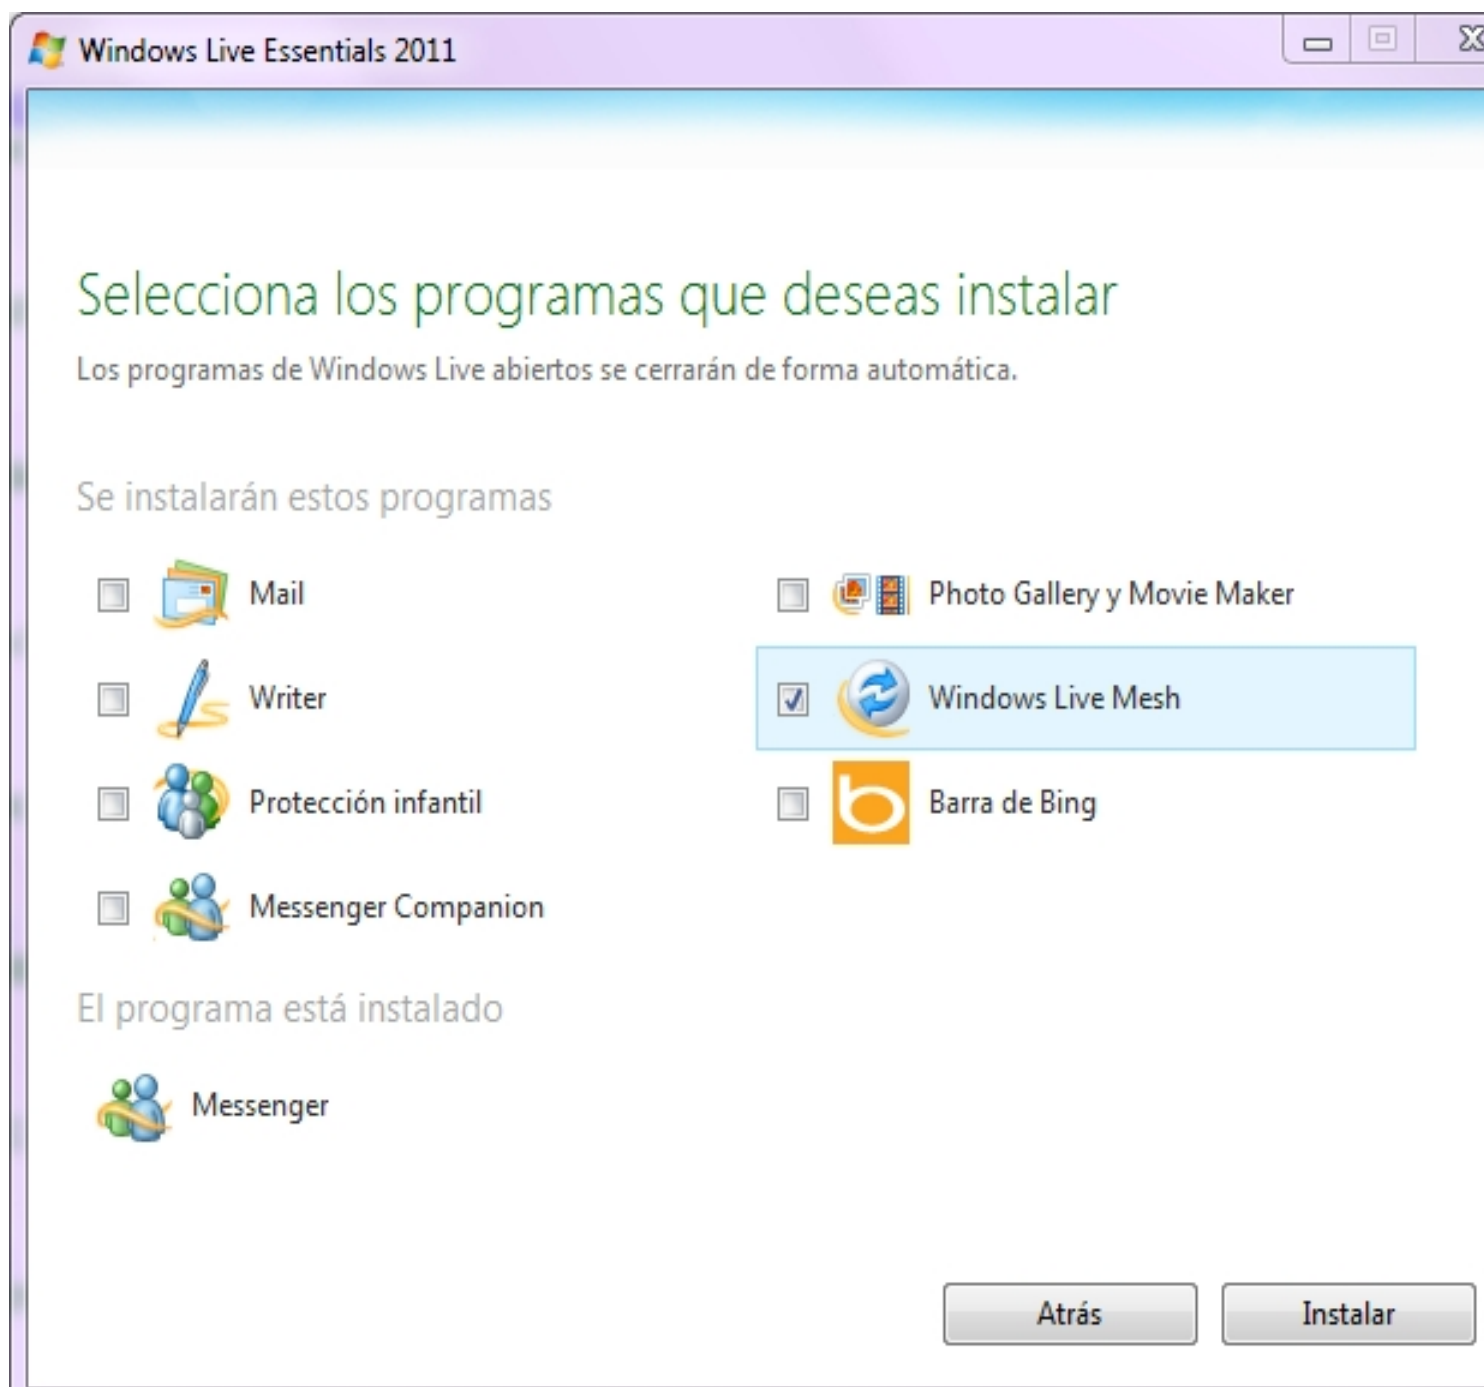 Windows Live Essentials 2011
Selecciona los programas que deseas instalar
Los programas de Windows Live abiertos se cerrarán de forma automática.
Se instalarán estos programas
Mail
Photo Gallery y Movie Maker
Writer
Windows Live Mesh
Protección infantil
Barra de Bing
Messenger Companion
El programa está instalado
Messenger
Atrás
Instalar